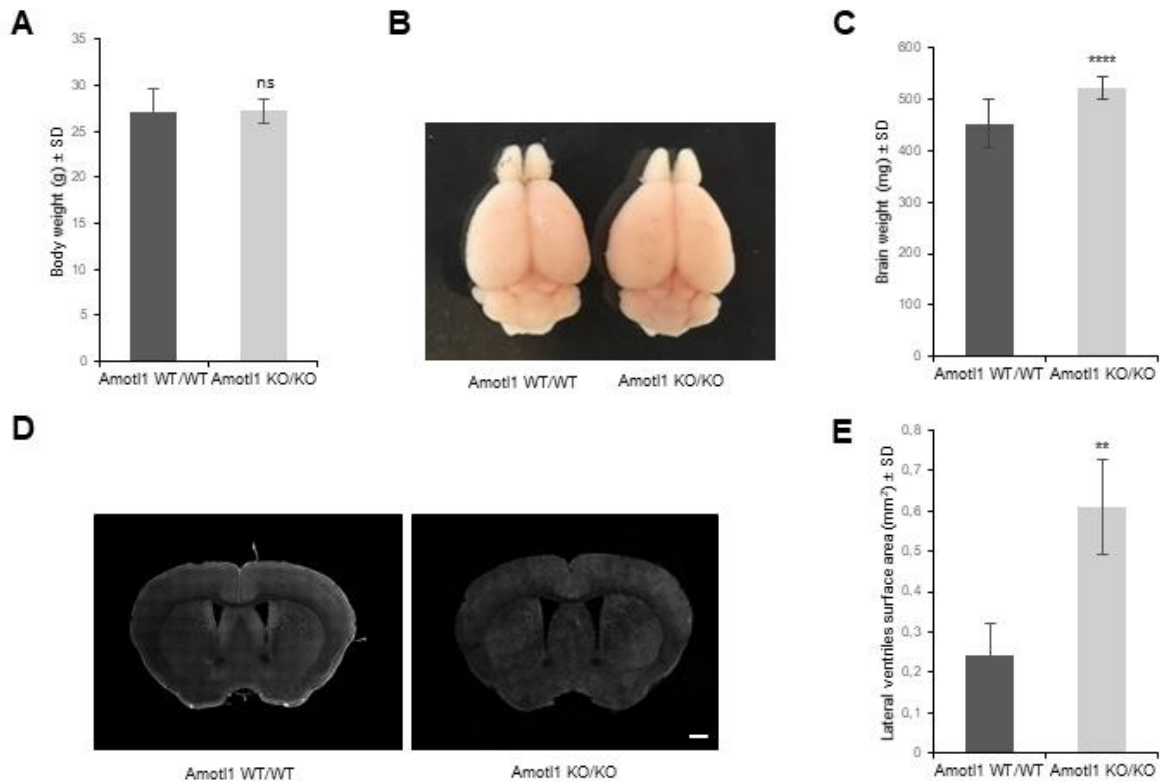 A
Body weight (g) ± SD
35
30
25
20
15
10
5
0
ns
Amotl1 WT/WT Amotl1 KO/KO
B
Amotl1 WT/WT Amotl1 KO/KO
C
Brain weight (mg) ± SD
600
500
400
300
200
100
0
****
Amotl1 WT/WT Amotl1 KO/KO
D
Amotl1 WT/WT Amotl1 KO/KO
E
Lateral ventriles surface area (mm²) ± SD
0,8
0,7
0,6
0,5
0,4
0,3
0,2
0,1
0
**
Amotl1 WT/WT Amotl1 KO/KO